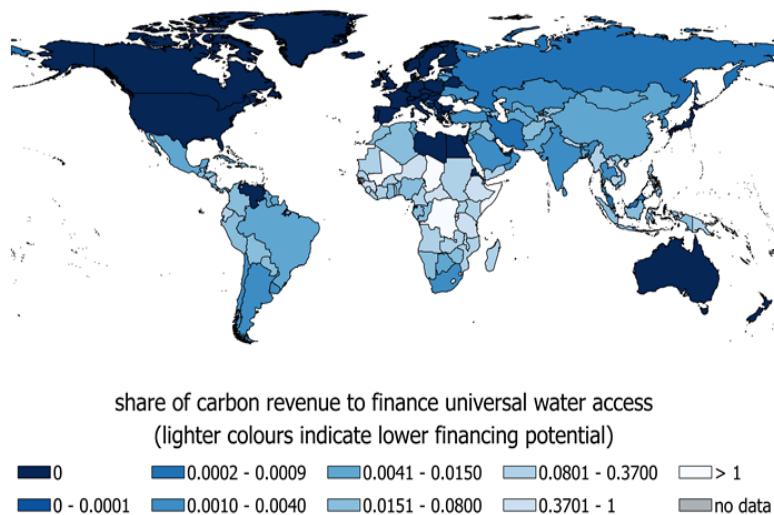 share of carbon revenue to finance universal water access
(lighter colours indicate lower financing potential)
0 0.0002 - 0.0009 0.0041 - 0.0150 0.0801 - 0.3700 > 1
0 - 0.0001 0.0010 - 0.0040 0.0151 - 0.0800 0.3701 - 1 no data